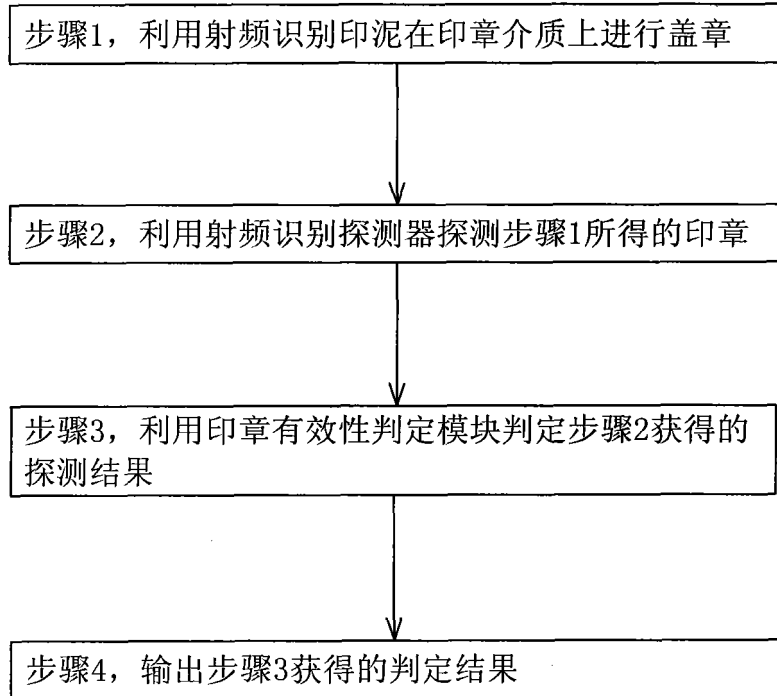 步骤1，利用射频识别印泥在印章介质上进行盖章
步骤2，利用射频识别探测器探测步骤1所得的印章
步骤3，利用印章有效性判定模块判定步骤2获得的
探测结果
步骤4，输出步骤3获得的判定结果